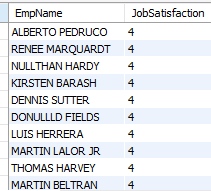 EmpName JobSatisfaction
ALBERTO PEDRUCO 4
RENEE MARQUARDT 4
NULLTHAN HARDY 4
KIRSTEN BARASH 4
DENNIS SUTTER 4
DONULLLD FIELDS 4
LUIS HERRERA 4
MARTIN LALOR JR 4
THOMAS HARVEY 4
MARTIN BELTRAN 4